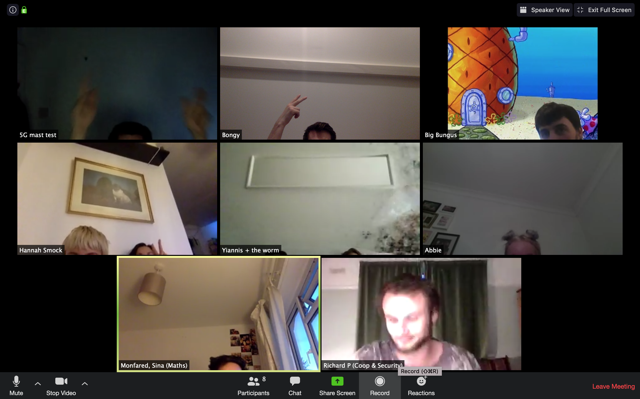 Speaker View
Exit Full Screen
5G mast test
Bongy
Big Bungus
Hannah Smock
Yiannis + the worm
Abbie
Monfared, Sina (Maths)
Richard P (Coop & Security)
Record (⇧⌘R)
Mute
Stop Video
Participants
8
Chat
Share Screen
Record
Reactions
Leave Meeting